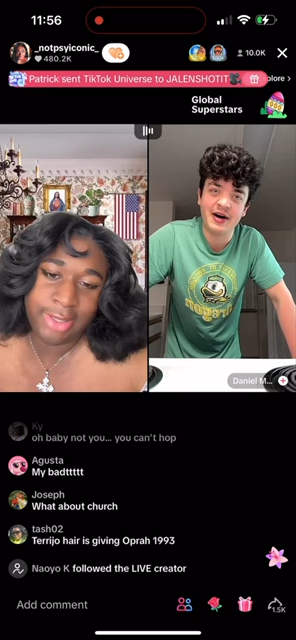 11:56
_notpsyiconic_
480.2K
10.0K
Patrick sent TikTok Universe to JALENSHOTIT
plore >
Global
Superstars
Daniel M...
Ky
oh baby not you... you can't hop
Agusta
My badttttt
Joseph
What about church
tash02
Terrijo hair is giving Oprah 1993
Naoyo K followed the LIVE creator
Add comment
1.5K